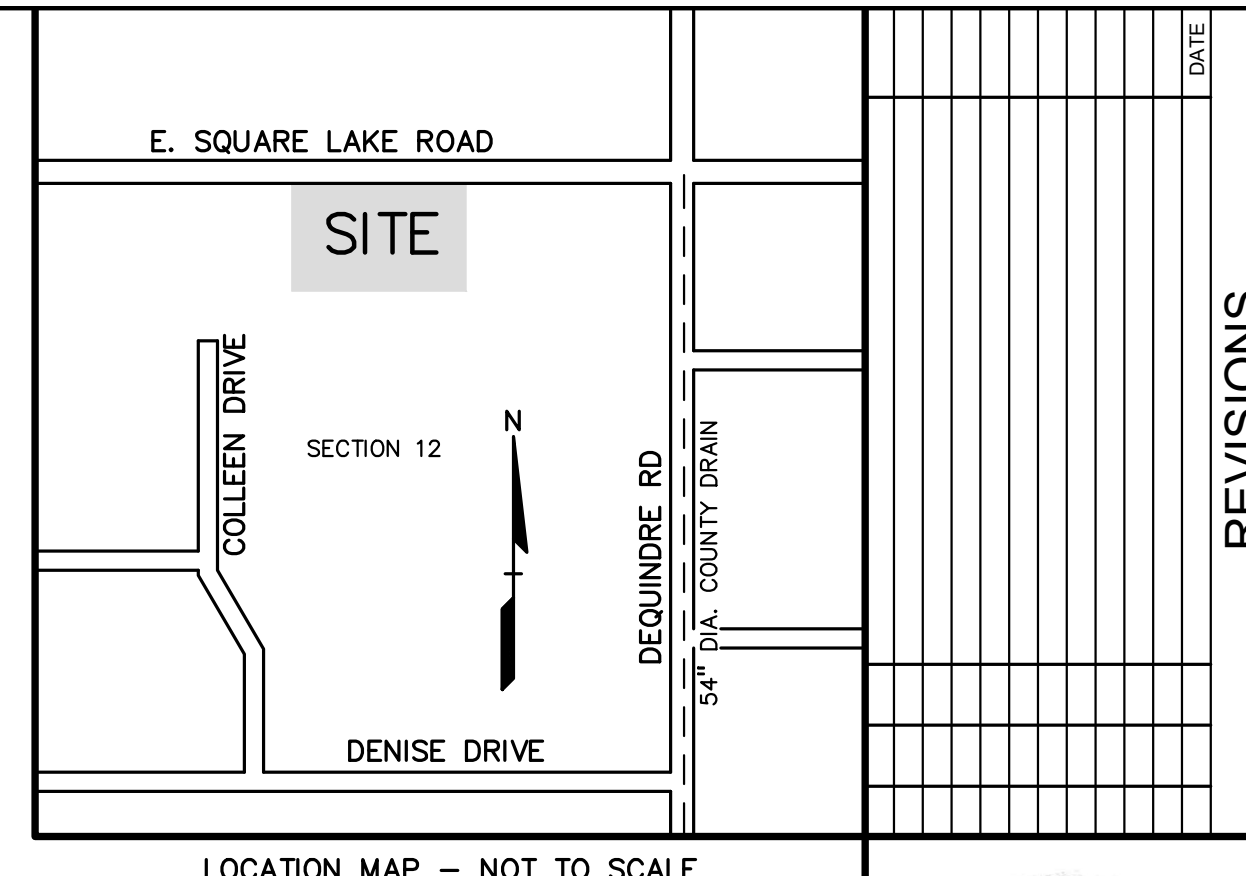 E. SQUARE LAKE ROAD
SITE
COLLEEN DRIVE
SECTION 12
N
DEQUINDRE RD
54" DIA. COUNTY DRAIN
DENISE DRIVE
LOCATION MAP – NOT TO SCALE
DATE
REVISIONS